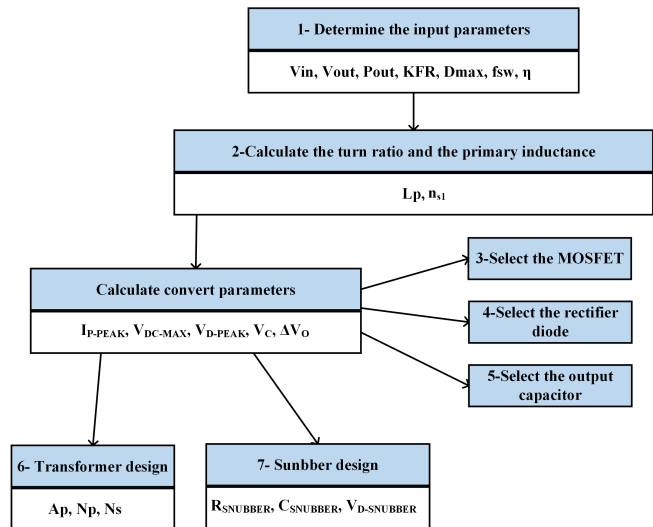 1- Determine the input parameters
Vin, Vout, Pout, KFR, Dmax, fsw, η
2-Calculate the turn ratio and the primary inductance
Lp, ns1
Calculate convert parameters
IP-PEAK, VDC-MAX, VD-PEAK, VC, ΔVO
3-Select the MOSFET
4-Select the rectifier
diode
5-Select the output
capacitor
6- Transformer design
Ap, Np, Ns
7- Sunbber design
RSNUBBER, CSNUBBER, VD-SNUBBER